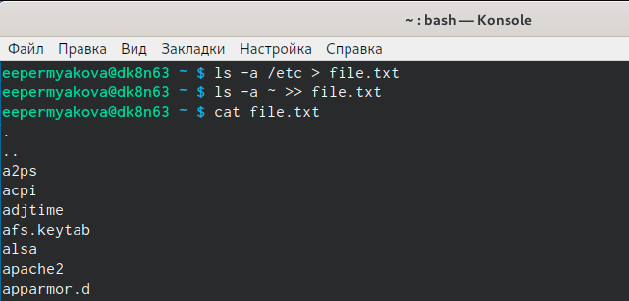 ~ : bash — Konsole
Файл Правка Вид Закладки Настройка Справка
eepermyakova@dk8n63 ~ $ ls -a /etc > file.txt
eepermyakova@dk8n63 ~ $ ls -a ~ >> file.txt
eepermyakova@dk8n63 ~ $ cat file.txt
.
..
a2ps
acpi
adjtime
afs.keytab
alsa
apache2
apparmor.d